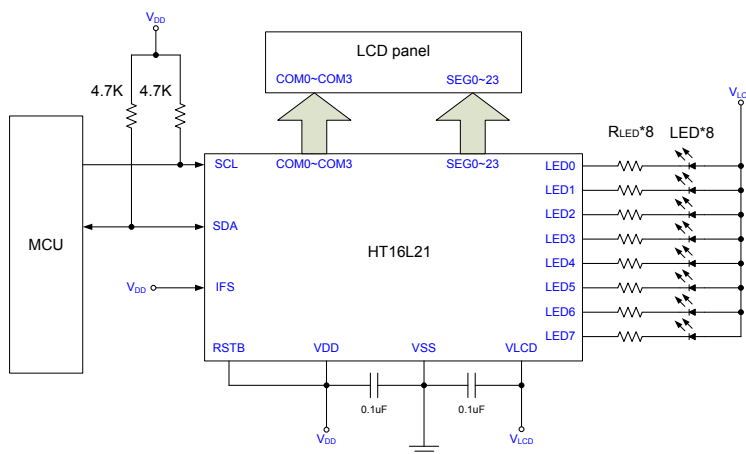 VDD
LCD panel
COM0~COM3 SEG0~23
4.7K 4.7K
VLC
RLED*8 LED*8
SCL COM0~COM3 SEG0~23 LED0
LED1
SDA LED2
MCU HT16L21 LED3
LED4
VDD IFS LED5
LED6
LED7
RSTB VDD VSS VLCD
0.1uF 0.1uF
VDD VLCD